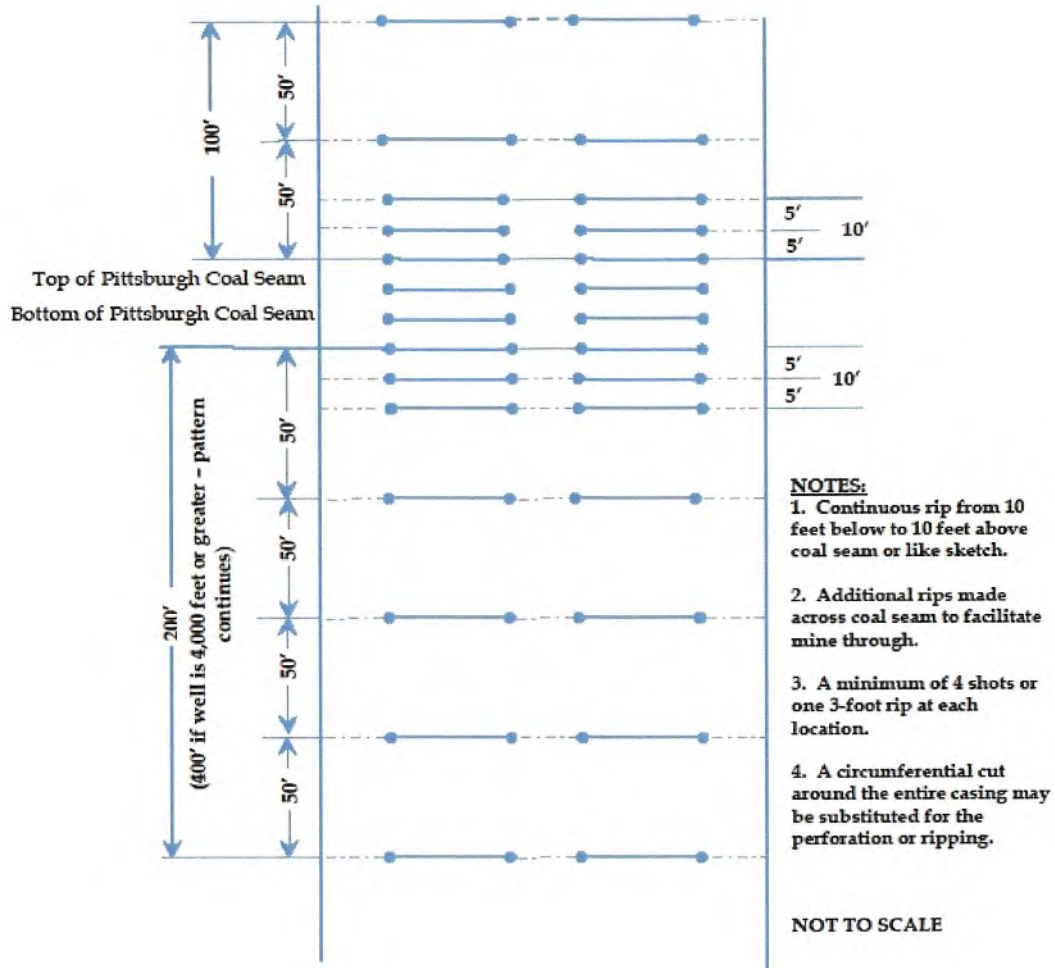 50'
100'
50'
5'
10'
5'
Top of Pittsburgh Coal Seam
Bottom of Pittsburgh Coal Seam
5'
10'
5'
50'
200'
(400' if well is 4,000 feet or greater – pattern
continues)
50'
50'
50'
NOTES:
1. Continuous rip from 10
feet below to 10 feet above
coal seam or like sketch.
2. Additional rips made
across coal seam to facilitate
mine through.
3. A minimum of 4 shots or
one 3-foot rip at each
location.
4. A circumferential cut
around the entire casing may
be substituted for the
perforation or ripping.
NOT TO SCALE